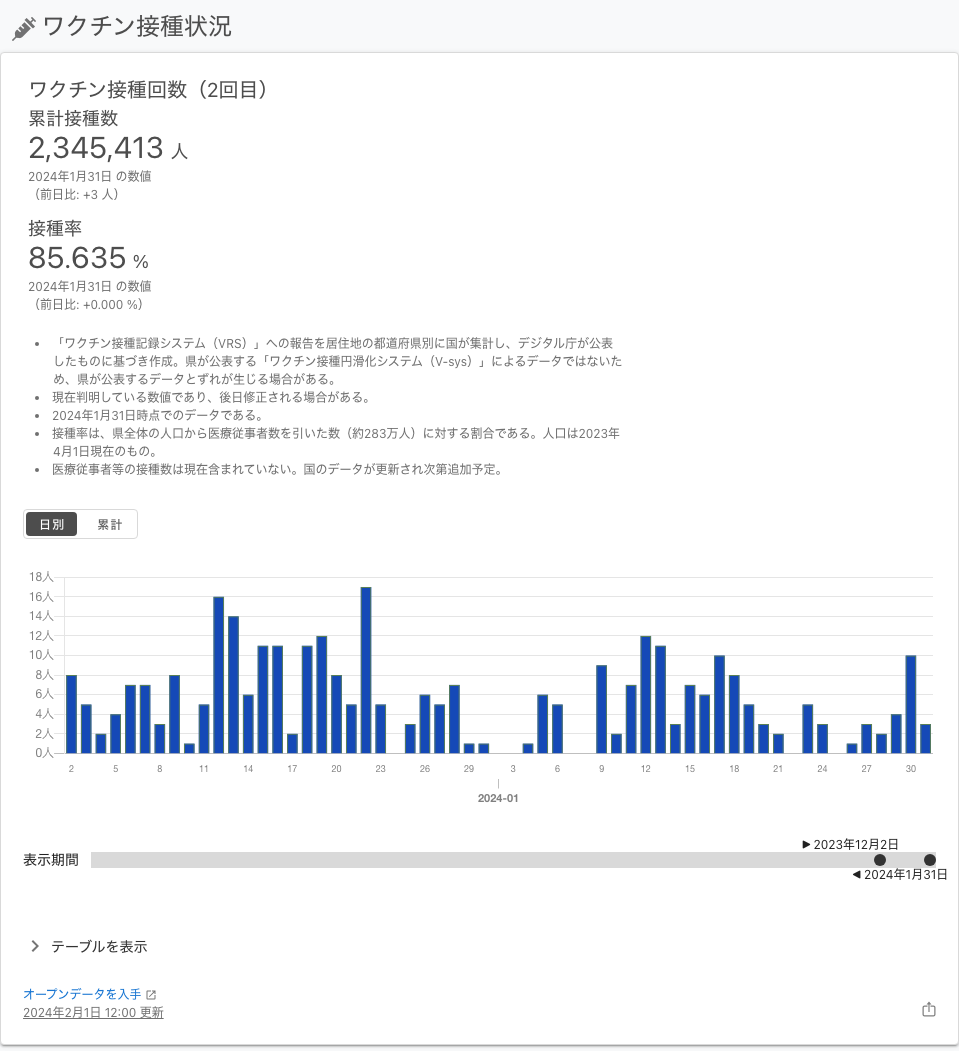 ワクチン接種状況
ワクチン接種回数（2回目）
累計接種数
2,345,413 人
2024年1月31日 の数値
（前日比: +3 人）
接種率
85.635 %
2024年1月31日 の数値
（前日比: +0.000 %）
• 「ワクチン接種記録システム（VRS）」への報告を居住地の都道府県別に国が集計し、デジタル庁が公表
したものに基づき作成。県が公表する「ワクチン接種円滑化システム（V-sys）」によるデータではないた
め、県が公表するデータとずれが生じる場合がある。
• 現在判明している数値であり、後日修正される場合がある。
• 2024年1月31日時点でのデータである。
• 接種率は、県全体の人口から医療従事者数を引いた数（約283万人）に対する割合である。人口は2023年
4月1日現在のもの。
• 医療従事者等の接種数は現在含まれていない。国のデータが更新され次第追加予定。
日別 累計
18人
16人
14人
12人
10人
8人
6人
4人
2人
0人
2 5 8 11 14 17 20 23 26 29 3 6 9 12 15 18 21 24 27 30
2024-01
▶ 2023年12月2日
表示期間
◀ 2024年1月31日
テーブルを表示
オープンデータを入手
2024年2月1日 12:00 更新